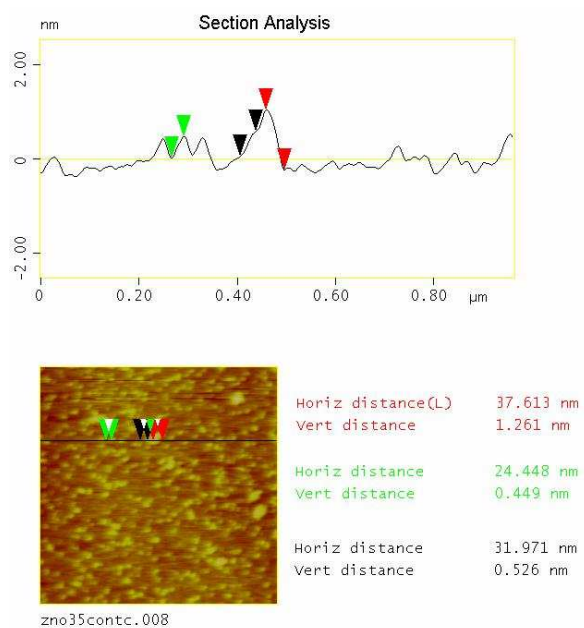 Section Analysis
nm
2.00
0
-2.00
0 0.20 0.40 0.60 0.80 µm
Horiz distance(L) 37.613 nm
Vert distance 1.261 nm
Horiz distance 24.448 nm
Vert distance 0.449 nm
Horiz distance 31.971 nm
Vert distance 0.526 nm
zno35contc.008